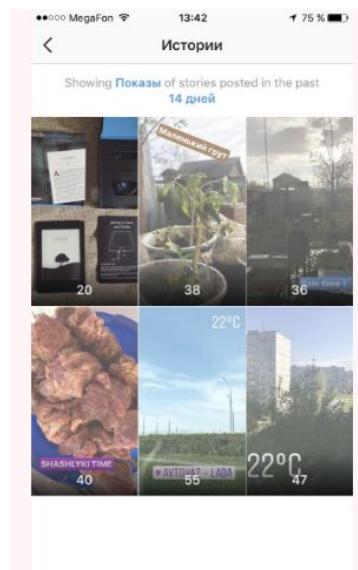 MegaFon 13:42 75 %
Истории
Showing Показы of stories posted in the past
14 дней
Маленький грут
20
38
36
22°C
SHASHLYKI TIME
AVTOVAZ - LADA
22°C
40
55
47